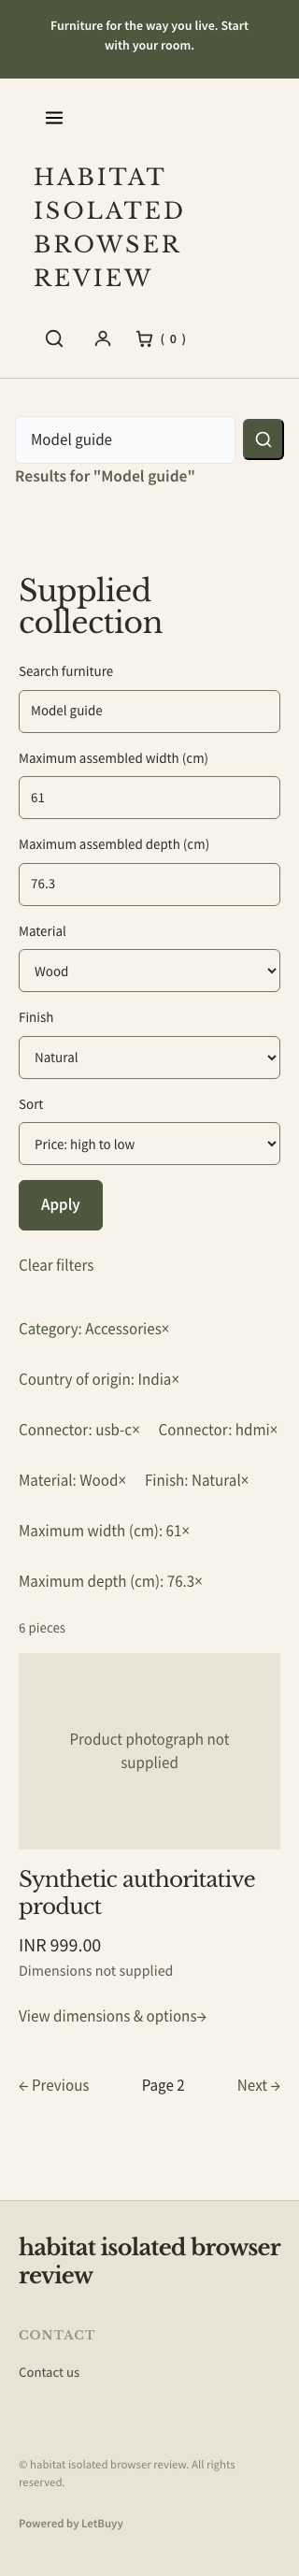 Furniture for the way you live. Start
with your room.
HABITAT
ISOLATED
BROWSER
REVIEW
( 0 )
Model guide
Results for "Model guide"
Supplied
collection
Search furniture
Model guide
Maximum assembled width (cm)
61
Maximum assembled depth (cm)
76.3
Material
Wood
Finish
Natural
Sort
Price: high to low
Apply
Clear filters
Category: Accessories×
Country of origin: India×
Connector: usb-c× Connector: hdmi×
Material: Wood× Finish: Natural×
Maximum width (cm): 61×
Maximum depth (cm): 76.3×
6 pieces
Product photograph not
supplied
Synthetic authoritative
product
INR 999.00
Dimensions not supplied
View dimensions & options→
← Previous Page 2 Next →
habitat isolated browser
review
CONTACT
Contact us
© habitat isolated browser review. All rights
reserved.
Powered by LetBuyy